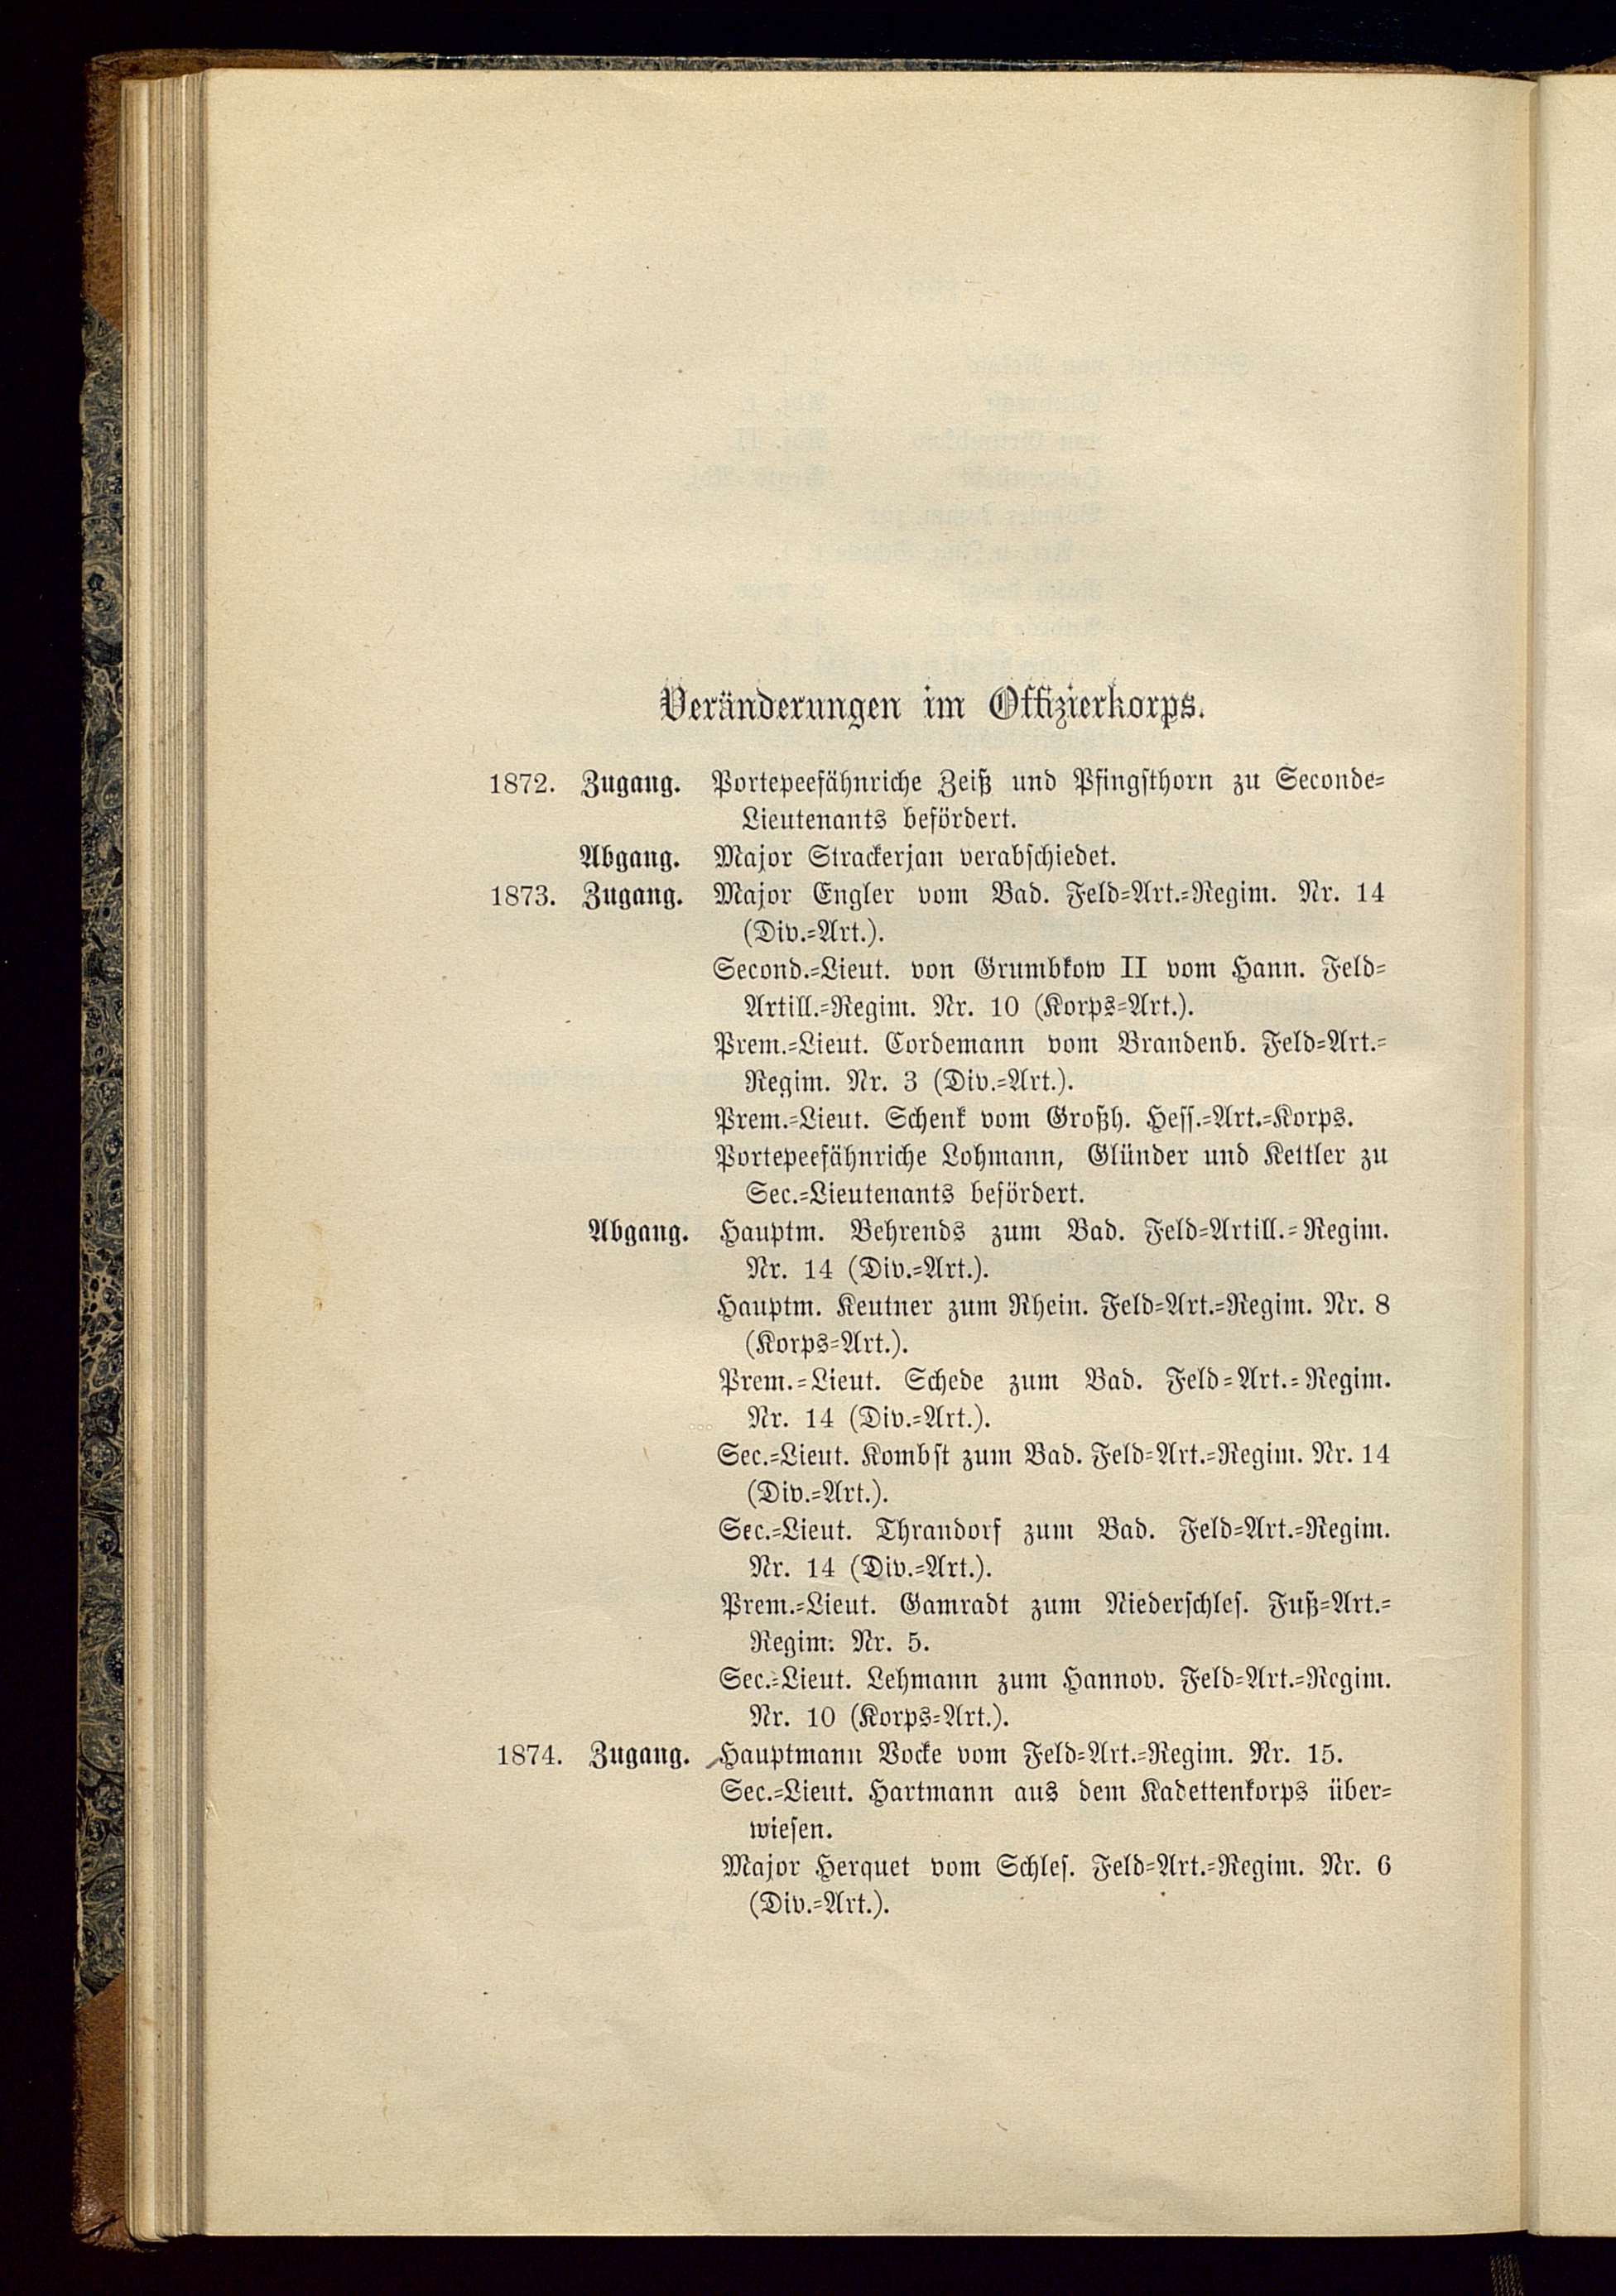 Veränderungen im Offizierkorps.
1872. Zugang. Portepeefähnriche Zeiß und Pfingsthorn zu Seconde=
Lieutenants befördert.
Abgang. Major Strackerjan verabschiedet.
1873. Zugang. Major Engler vom Bad. Feld=Art.=Regim. Nr. 14
(Div.=Art.).
Second.=Lieut. von Grumbkow II vom Hann. Feld=
Artill.=Regim. Nr. 10 (Korps=Art.).
Prem.=Lieut. Cordemann vom Brandenb. Feld=Art.=
Regim. Nr. 3 (Div.=Art.).
Prem.=Lieut. Schenk vom Großh. Hess.=Art.=Korps.
Portepeefähnriche Lohmann, Glünder und Kettler zu
Sec.=Lieutenants befördert.
Abgang. Hauptm. Behrends zum Bad. Feld=Artill.=Regim.
Nr. 14 (Div.=Art.).
Hauptm. Keutner zum Rhein. Feld=Art.=Regim. Nr. 8
(Korps=Art.).
Prem.=Lieut. Schede zum Bad. Feld=Art.=Regim.
Nr. 14 (Div.=Art.).
Sec.=Lieut. Kombst zum Bad. Feld=Art.=Regim. Nr. 14
(Div.=Art.).
Sec.=Lieut. Thrandorf zum Bad. Feld=Art.=Regim.
Nr. 14 (Div.=Art.).
Prem.=Lieut. Gamradt zum Niederschles. Fuß=Art.=
Regim. Nr. 5.
Sec.=Lieut. Lehmann zum Hannov. Feld=Art.=Regim.
Nr. 10 (Korps=Art.).
1874. Zugang. Hauptmann Vocke vom Feld=Art.=Regim. Nr. 15.
Sec.=Lieut. Hartmann aus dem Kadettenkorps über=
wiesen.
Major Herquet vom Schles. Feld=Art.=Regim. Nr. 6
(Div.=Art.).